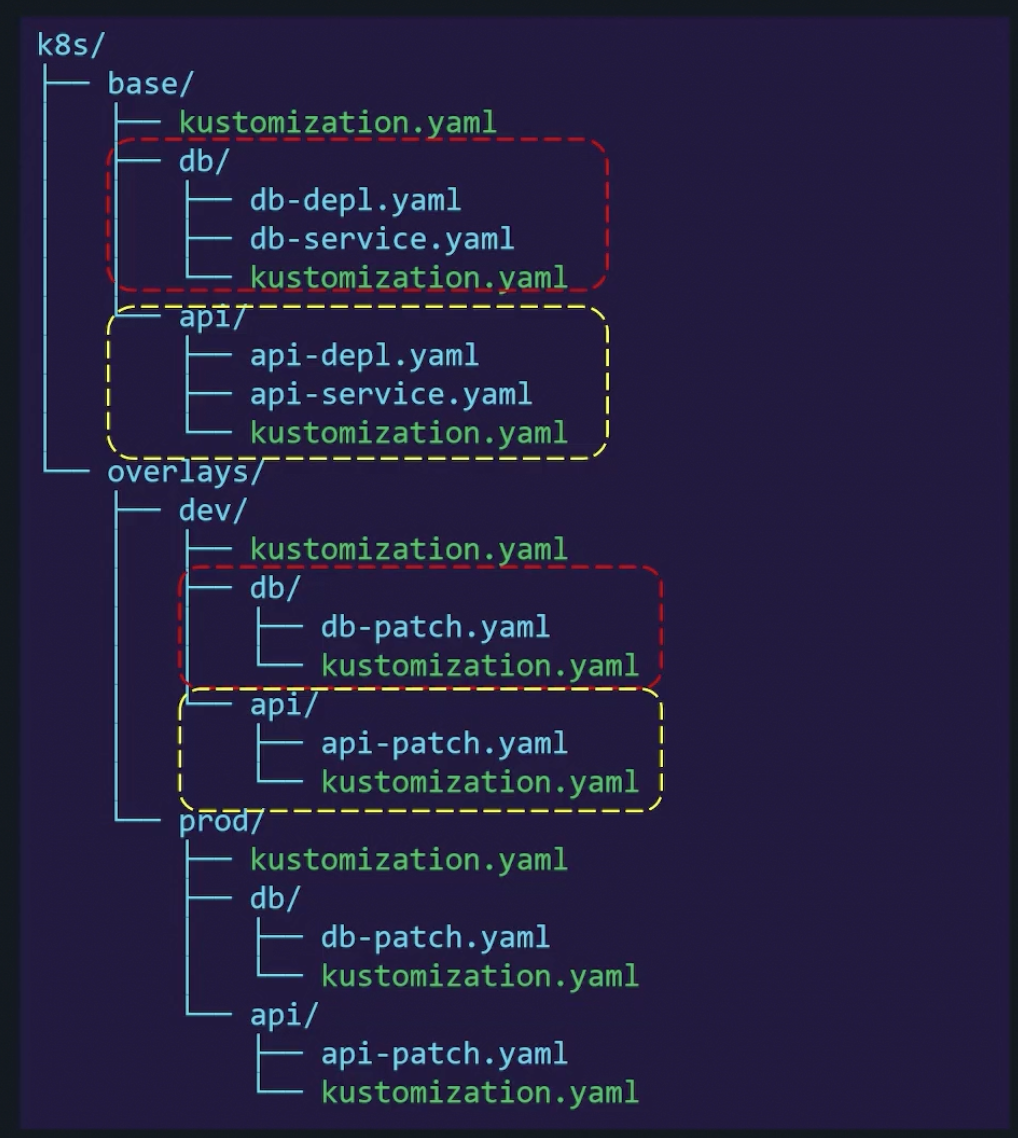 k8s/
├── base/
│   ├── kustomization.yaml
│   ├── db/
│   │   ├── db-depl.yaml
│   │   ├── db-service.yaml
│   │   └── kustomization.yaml
│   └── api/
│       ├── api-depl.yaml
│       ├── api-service.yaml
│       └── kustomization.yaml
└── overlays/
    ├── dev/
    │   ├── kustomization.yaml
    │   ├── db/
    │   │   ├── db-patch.yaml
    │   │   └── kustomization.yaml
    │   └── api/
    │       ├── api-patch.yaml
    │       └── kustomization.yaml
    └── prod/
        ├── kustomization.yaml
        ├── db/
        │   ├── db-patch.yaml
        │   └── kustomization.yaml
        └── api/
            ├── api-patch.yaml
            └── kustomization.yaml